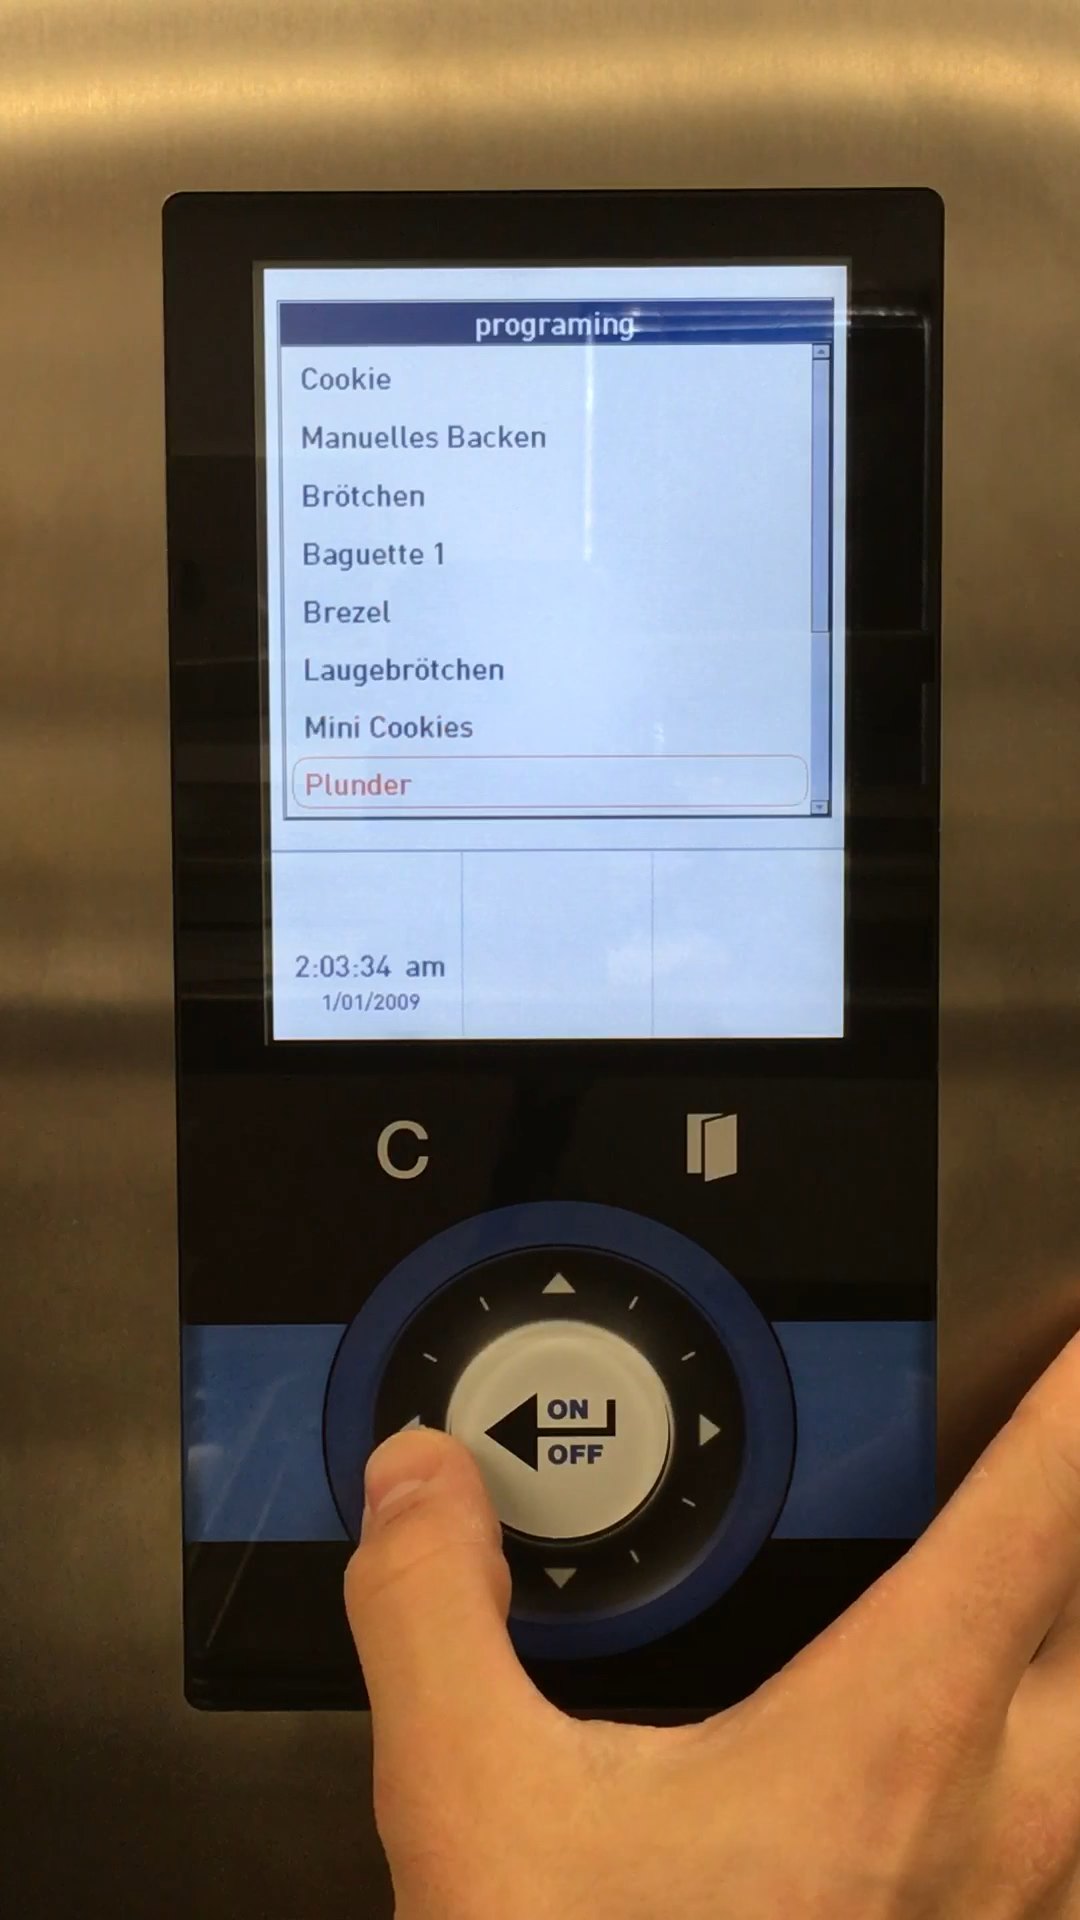 programing
Cookie
Manuelles Backen
Brötchen
Baguette 1
Brezel
Laugebrötchen
Mini Cookies
Plunder
2:03:34 am
1/01/2009
C
ON
OFF